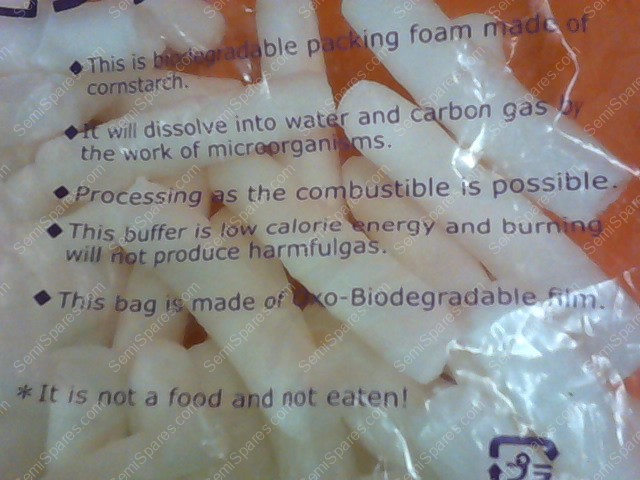 ◆This is biodegradable packing foam made of
cornstarch.
◆It will dissolve into water and carbon gas by
the work of microorganisms.
◆Processing as the combustible is possible.
◆This buffer is low calorie energy and burning
will not produce harmfulgas.
◆This bag is made of Oxo-Biodegradable film.
*It is not a food and not eaten!
SemiSpares.com